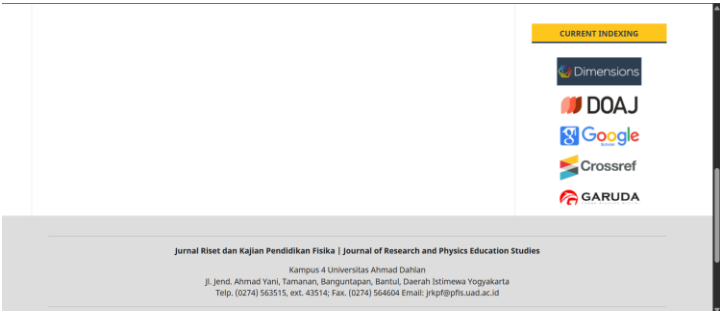 CURRENT INDEXING
Dimensions
DOAJ
Google
Crossref
GARUDA
Jurnal Riset dan Kajian Pendidikan Fisika | Journal of Research and Physics Education Studies
Kampus 4 Universitas Ahmad Dahlan
Jl. Jend. Ahmad Yani, Tamanan, Banguntapan, Bantul, Daerah Istimewa Yogyakarta
Telp. (0274) 563515, ext. 43514; Fax. (0274) 564604 Email: jrkpf@pfis.uad.ac.id